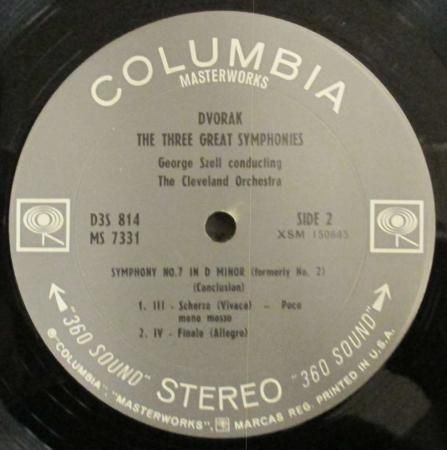 COLUMBIA
MASTERWORKS
DVORAK
THE THREE GREAT SYMPHONIES
George Szell conducting
The Cleveland Orchestra
D3S 814
SIDE 2
MS 7331
XSM 150645
SYMPHONY NO.7 IN D MINOR (formerly No. 2)
(Conclusion)
1. III - Scherzo (Vivace) - Poco
meno mosso
2. IV - Finale (Allegro)
"360 SOUND" STEREO "360 SOUND"
® "COLUMBIA", "MASTERWORKS", MARCAS REG. PRINTED IN U.S.A.